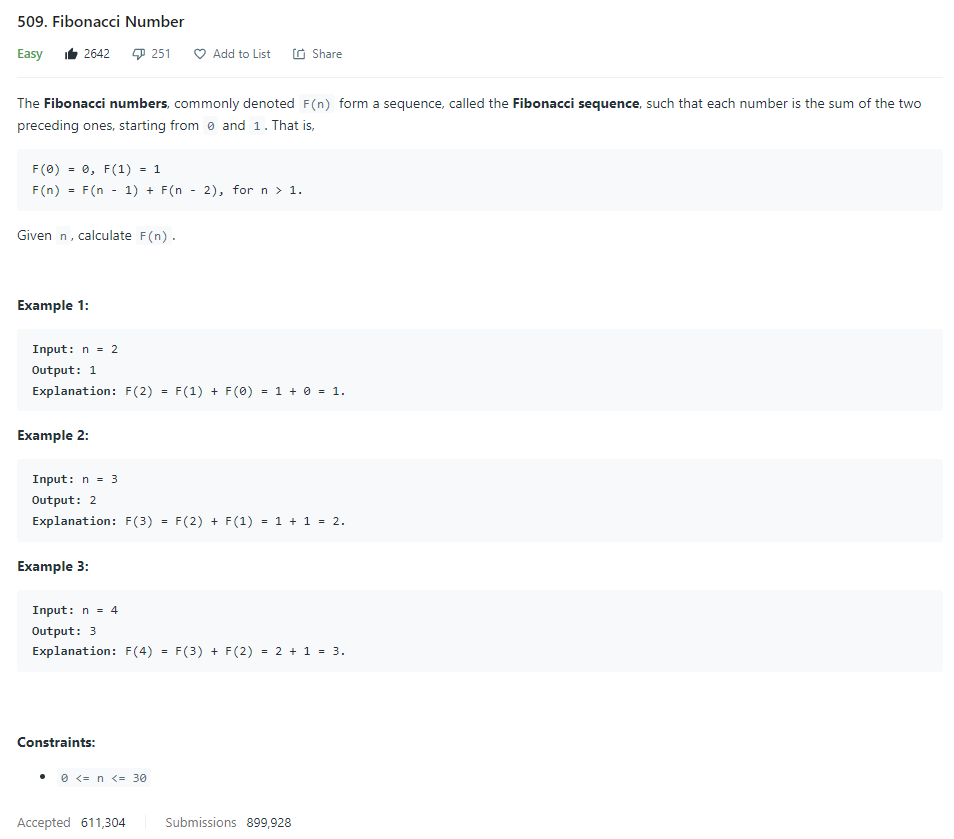 509. Fibonacci Number
Easy 2642 251 Add to List Share
The Fibonacci numbers, commonly denoted F(n) form a sequence, called the Fibonacci sequence, such that each number is the sum of the two
preceding ones, starting from 0 and 1. That is,
F(0) = 0, F(1) = 1
F(n) = F(n - 1) + F(n - 2), for n > 1.
Given n, calculate F(n).
Example 1:
Input: n = 2
Output: 1
Explanation: F(2) = F(1) + F(0) = 1 + 0 = 1.
Example 2:
Input: n = 3
Output: 2
Explanation: F(3) = F(2) + F(1) = 1 + 1 = 2.
Example 3:
Input: n = 4
Output: 3
Explanation: F(4) = F(3) + F(2) = 2 + 1 = 3.
Constraints:
• 0 <= n <= 30
Accepted 611,304 Submissions 899,928